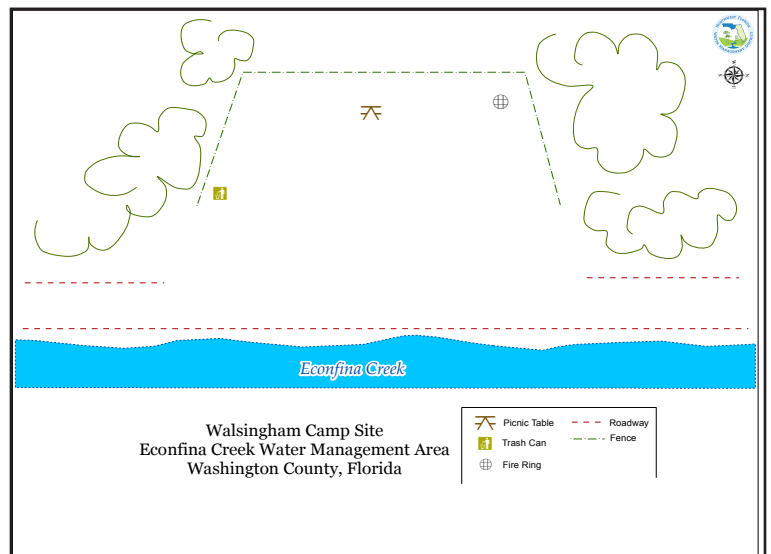 Econfina Creek
Walsingham Camp Site
Econfina Creek Water Management Area
Washington County, Florida
Picnic Table
Roadway
Trash Can
Fence
Fire Ring